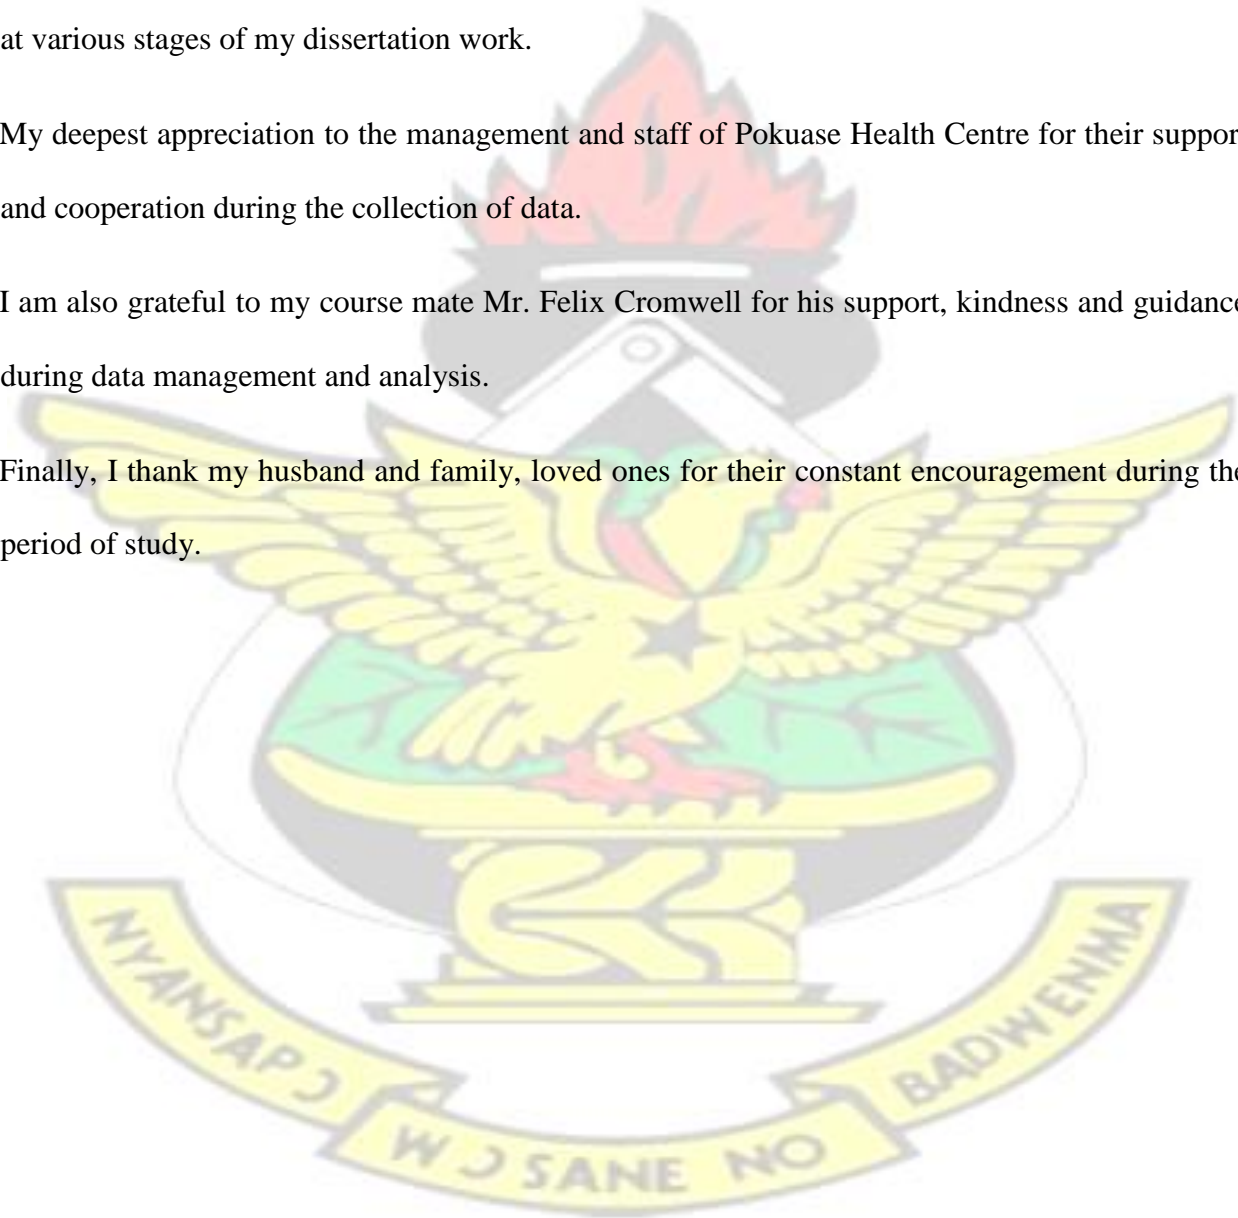 at various stages of my dissertation work.
My deepest appreciation to the management and staff of Pokuase Health Centre for their suppor
and cooperation during the collection of data.
I am also grateful to my course mate Mr. Felix Cromwell for his support, kindness and guidance
during data management and analysis.
Finally, I thank my husband and family, loved ones for their constant encouragement during the
period of study.
NYANSAPƆ
WƆ SANE NO
BADWENMA